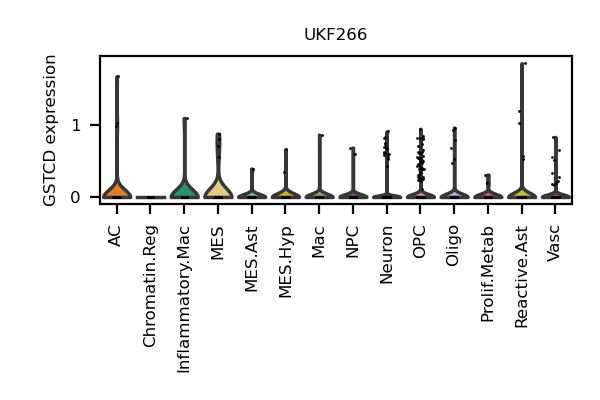 UKF266
GSTCD expression
1
0
AC
Chromatin.Reg
Inflammatory.Mac
MES
MES.Ast
MES.Hyp
Mac
NPC
Neuron
OPC
Oligo
Prolif.Metab
Reactive.Ast
Vasc